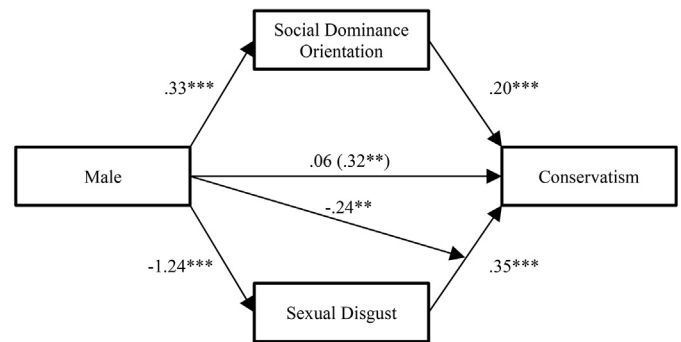 Social Dominance
Orientation
.33***
.20***
Male
.06 (.32**)
Conservatism
-.24**
-1.24***
.35***
Sexual Disgust